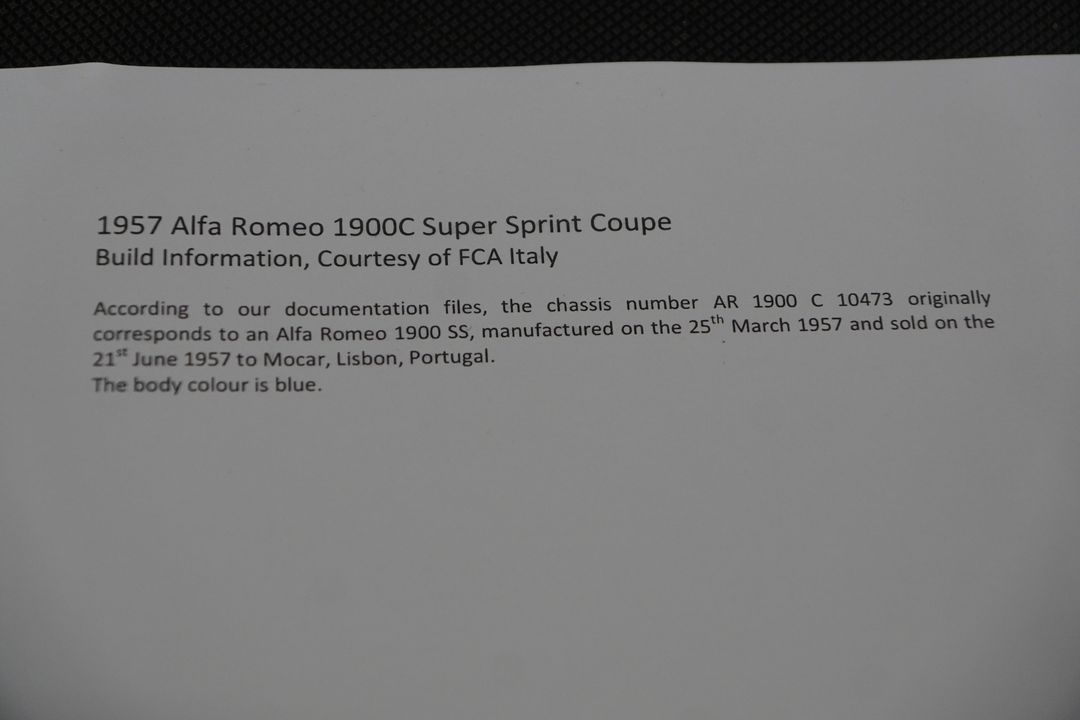 1957 Alfa Romeo 1900C Super Sprint Coupe
Build Information, Courtesy of FCA Italy
According to our documentation files, the chassis number AR 1900 C 10473 originally
corresponds to an Alfa Romeo 1900 SS, manufactured on the 25th March 1957 and sold on the
21st June 1957 to Mocar, Lisbon, Portugal.
The body colour is blue.